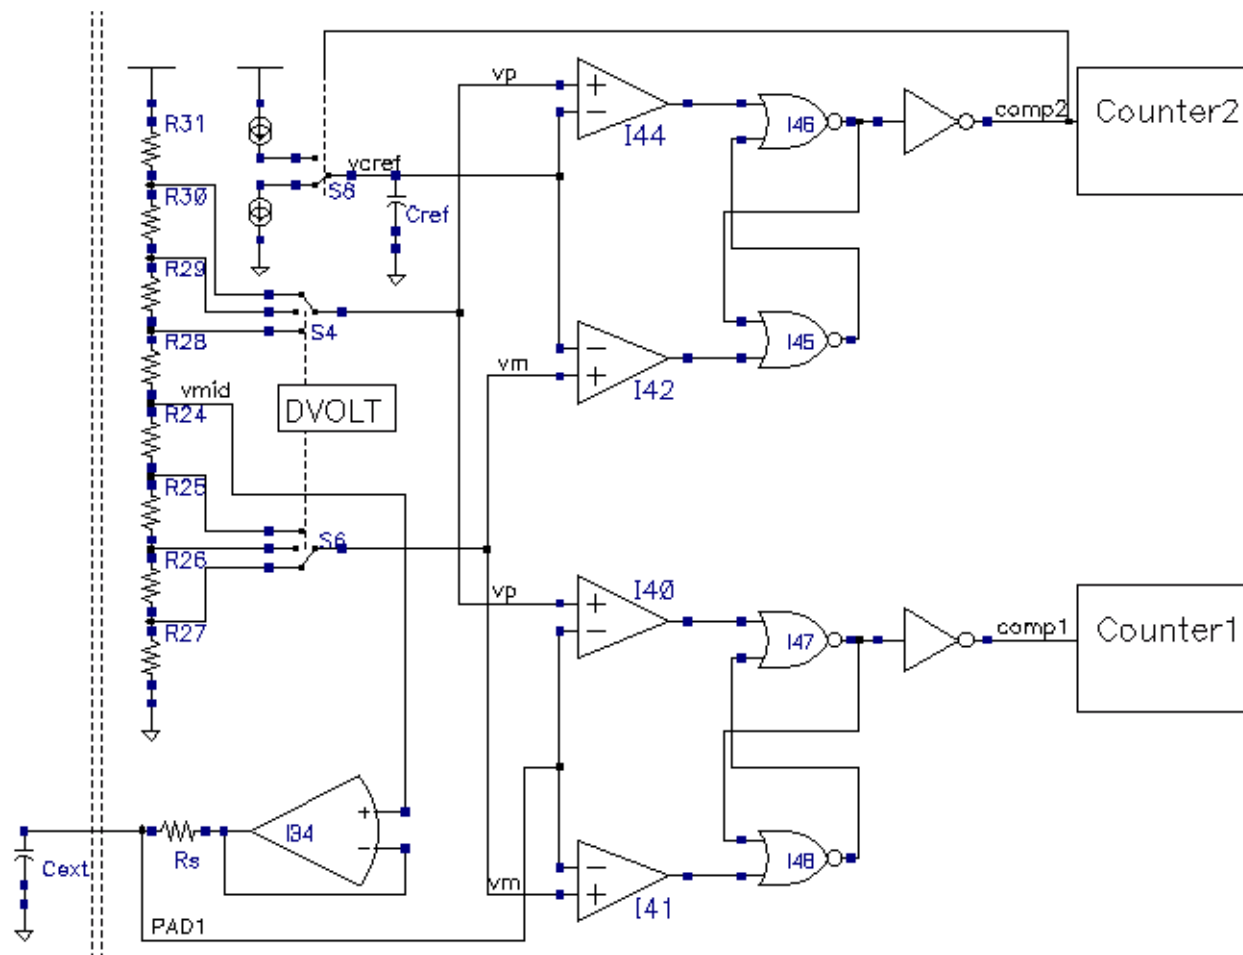 R31
R30
R29
R28
vmid
R24
R25
R26
R27
S8
vcref
Cref
S4
DVOLT
S6
vp
I44
vm
I42
I46
I45
comp2
Counter2
vp
I40
vm
I41
I47
I48
comp1
Counter1
Cext
Rs
I34
PAD1